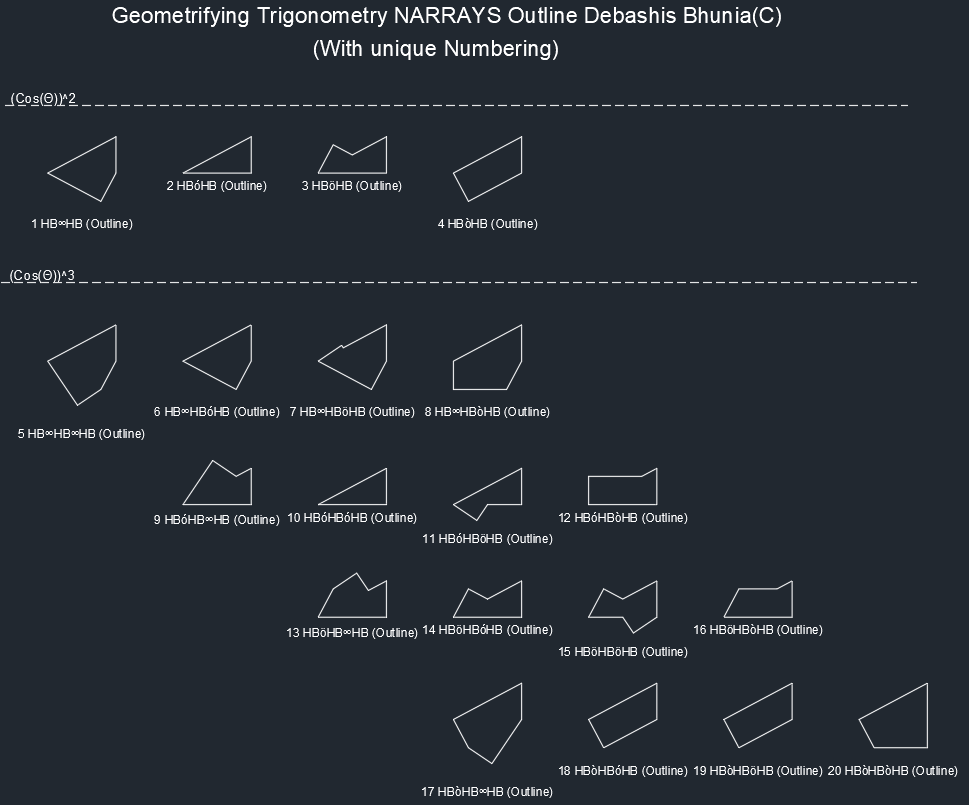 Geometrifying Trigonometry NARRAYS Outline Debashis Bhunia(C)
(With unique Numbering)
(Cos(Θ))^2
1 HB∞HB (Outline)
2 HBóHB (Outline)
3 HBöHB (Outline)
4 HBòHB (Outline)
(Cos(Θ))^3
5 HB∞HB∞HB (Outline)
6 HB∞HBóHB (Outline)
7 HB∞HBöHB (Outline)
8 HB∞HBòHB (Outline)
9 HBóHB∞HB (Outline)
10 HBóHBóHB (Outline)
11 HBóHBöHB (Outline)
12 HBóHBòHB (Outline)
13 HBöHB∞HB (Outline)
14 HBöHBóHB (Outline)
15 HBöHBöHB (Outline)
16 HBöHBòHB (Outline)
17 HBòHB∞HB (Outline)
18 HBòHBóHB (Outline)
19 HBòHBöHB (Outline)
20 HBòHBòHB (Outline)